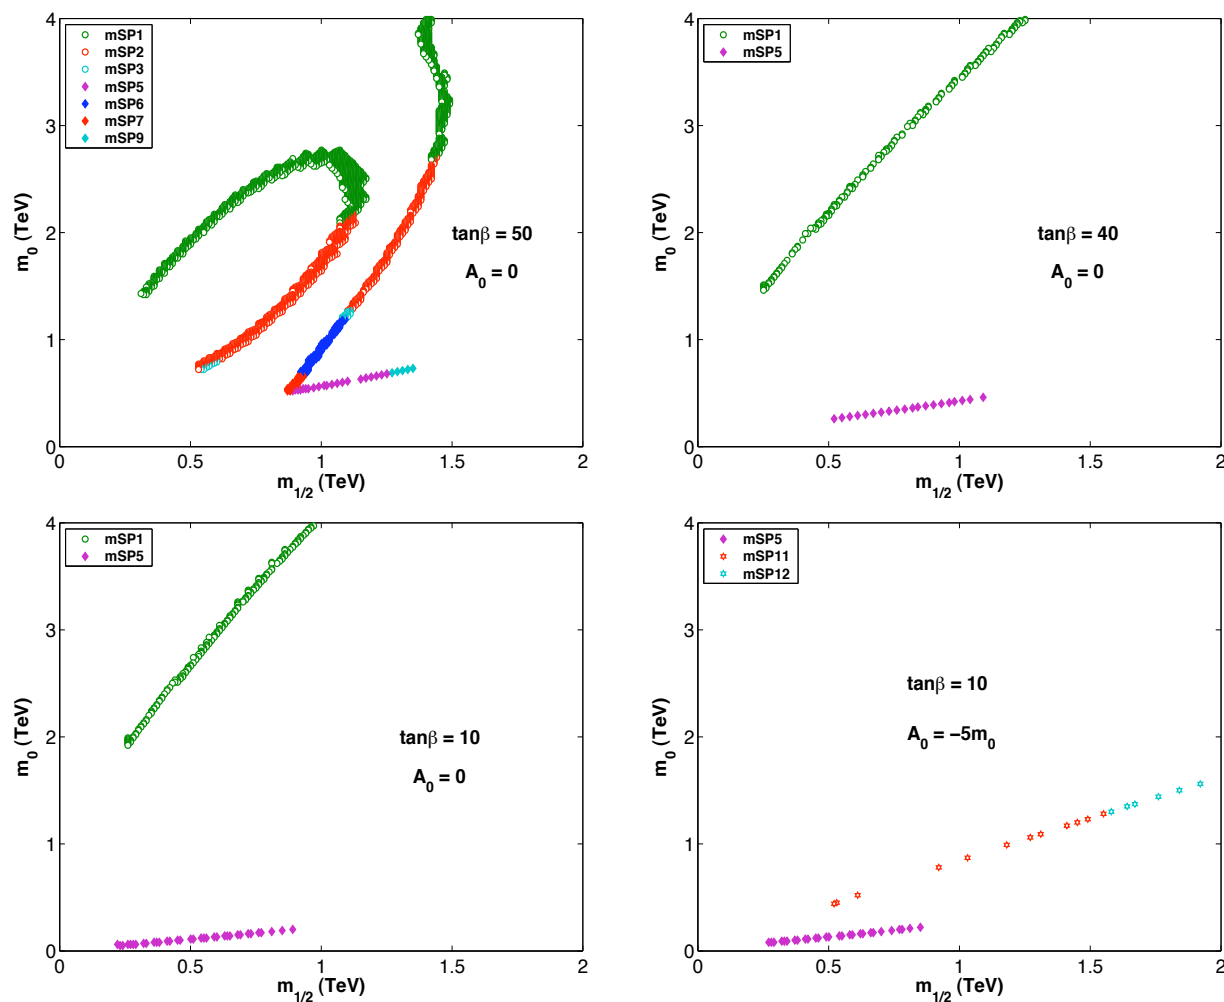 4
3
2
1
0
m0 (TeV)
mSP1
mSP2
mSP3
mSP5
mSP6
mSP7
mSP9
tanβ = 50
A0 = 0
0 0.5 1 1.5 2
m1/2 (TeV)
4
3
2
1
0
m0 (TeV)
mSP1
mSP5
tanβ = 40
A0 = 0
0 0.5 1 1.5 2
m1/2 (TeV)
4
3
2
1
0
m0 (TeV)
mSP1
mSP5
tanβ = 10
A0 = 0
0 0.5 1 1.5 2
m1/2 (TeV)
4
3
2
1
0
m0 (TeV)
mSP5
mSP11
mSP12
tanβ = 10
A0 = −5m0
0 0.5 1 1.5 2
m1/2 (TeV)